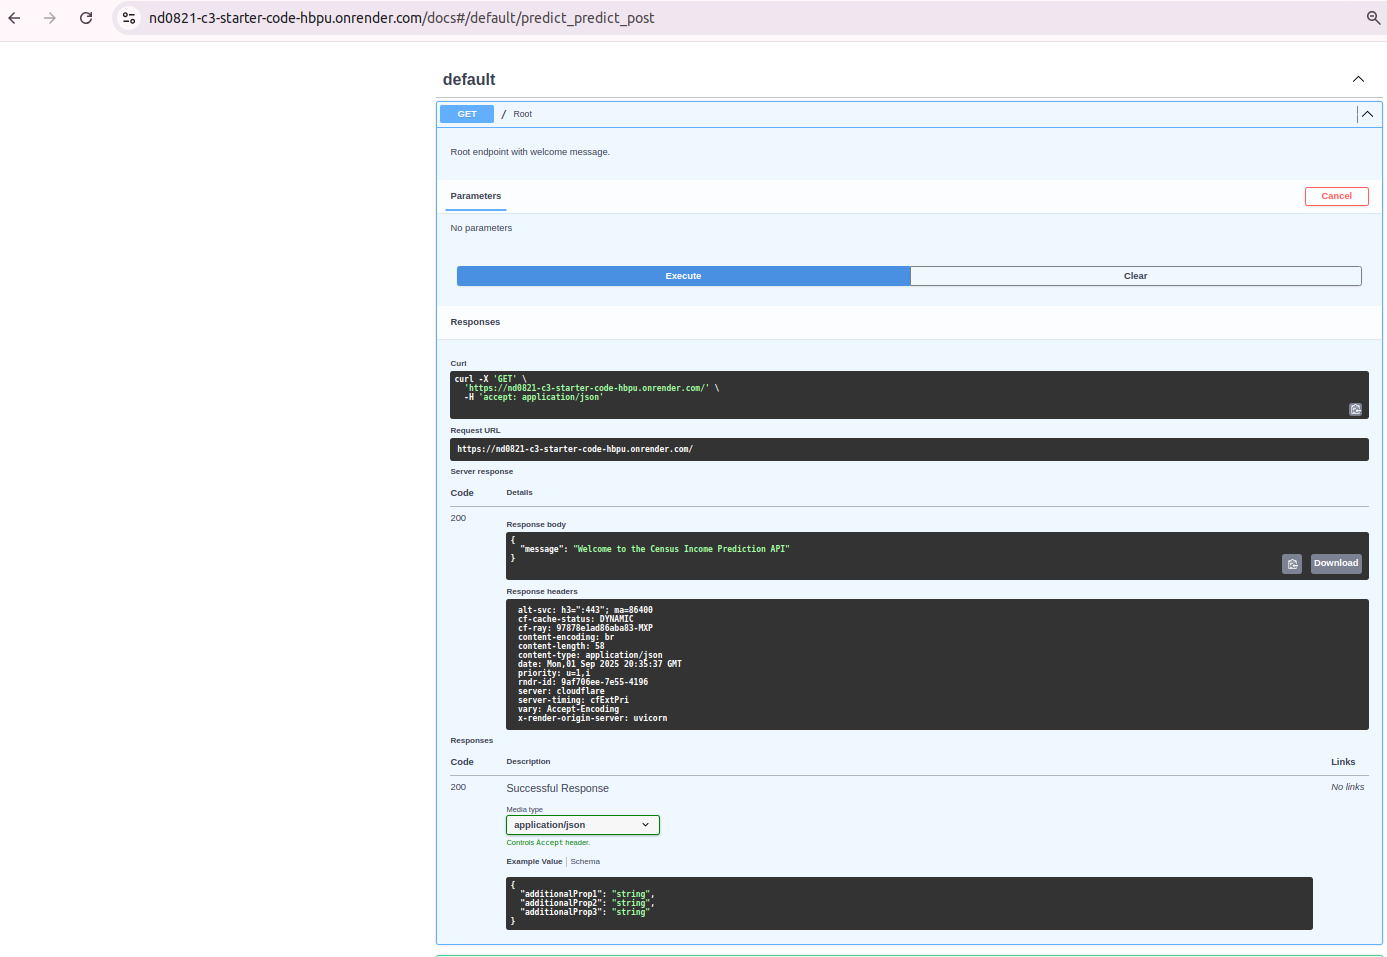 nd0821-c3-starter-code-hbpu.onrender.com/docs#/default/predict_predict_post
default
GET / Root
Root endpoint with welcome message.
Parameters
Cancel
No parameters
Execute
Clear
Responses
Curl
curl -X 'GET' \
'https://nd0821-c3-starter-code-hbpu.onrender.com/' \
-H 'accept: application/json'
Request URL
https://nd0821-c3-starter-code-hbpu.onrender.com/
Server response
Code Details
200
Response body
{
"message": "Welcome to the Census Income Prediction API"
}
Download
Response headers
alt-svc: h3=":443"; ma=86400
cf-cache-status: DYNAMIC
cf-ray: 97878e1ad86aba83-MXP
content-encoding: br
content-length: 58
content-type: application/json
date: Mon,01 Sep 2025 20:35:37 GMT
priority: u=1,i
rndr-id: 9af706ee-7e55-4196
server: cloudflare
server-timing: cfExtPri
vary: Accept-Encoding
x-render-origin-server: uvicorn
Responses
Code Description Links
200 Successful Response No links
Media type
application/json
Controls Accept header.
Example Value Schema
{
"additionalProp1": "string",
"additionalProp2": "string",
"additionalProp3": "string"
}